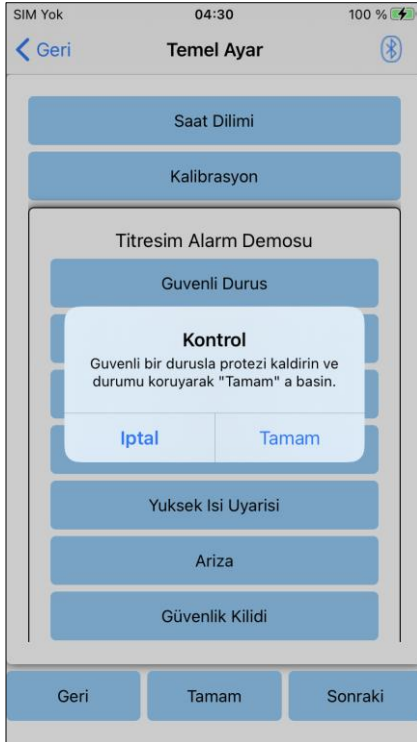 SIM Yok 04:30 100 %
Geri Temel Ayar
Saat Dilimi
Kalibrasyon
Titresim Alarm Demosu
Guvenli Durus
Kontrol
Guvenli bir durusla protezi kaldirin ve
durumu koruyarak "Tamam" a basin.
Iptal Tamam
Yuksek Isi Uyarisi
Ariza
Güvenlik Kilidi
Geri Tamam Sonraki